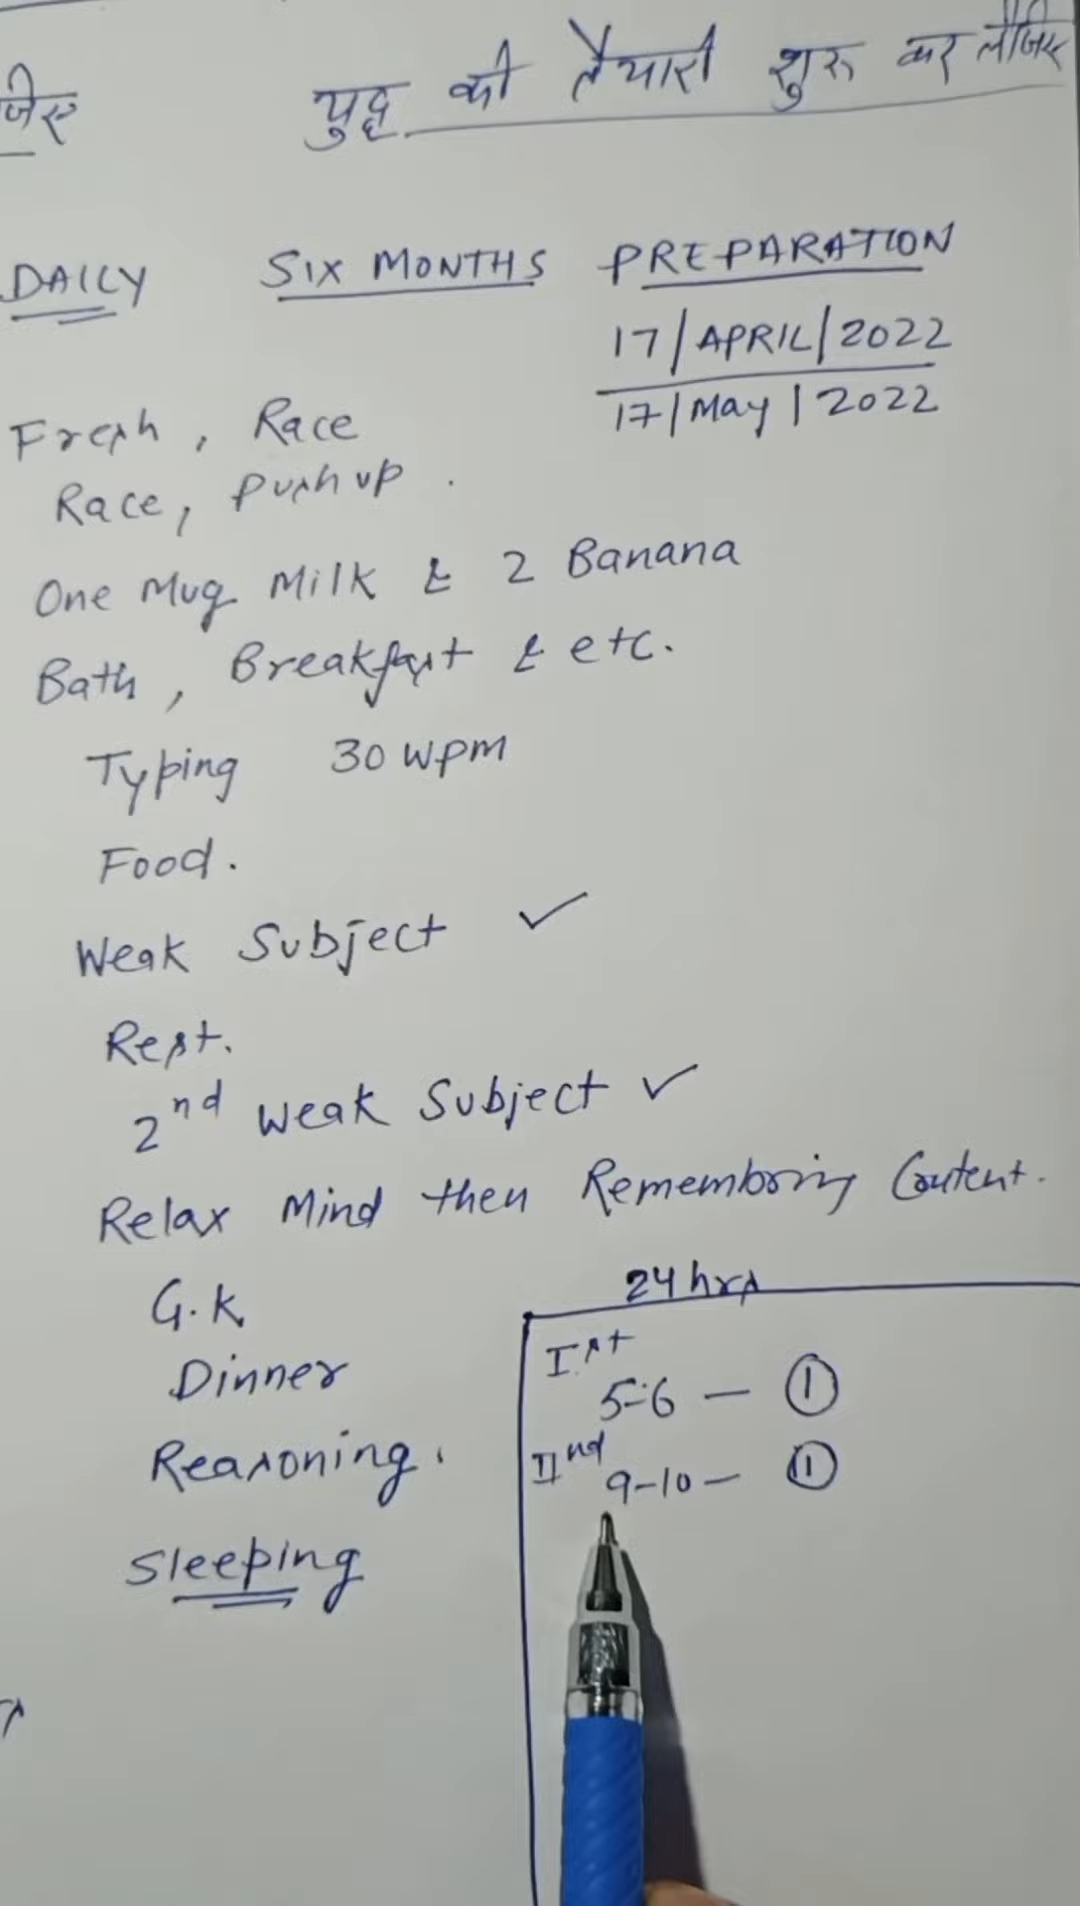 जिए युद्ध की तैयारी शुरू कर लीजिए
DAILY SIX MONTHS PREPARATION
17/APRIL/2022
17/May/2022
Fresh, Race
Race, Push up.
One Mug Milk & 2 Banana
Bath, Breakfast & etc.
Typing 30 WPM
Food.
Weak Subject ✓
Rest.
2nd Weak Subject ✓
Relax Mind then Remembring Content.
G.K
Dinner
Reasoning.
Sleeping
24 hrs
Ist
5-6 — ①
IInd
9-10 — ①